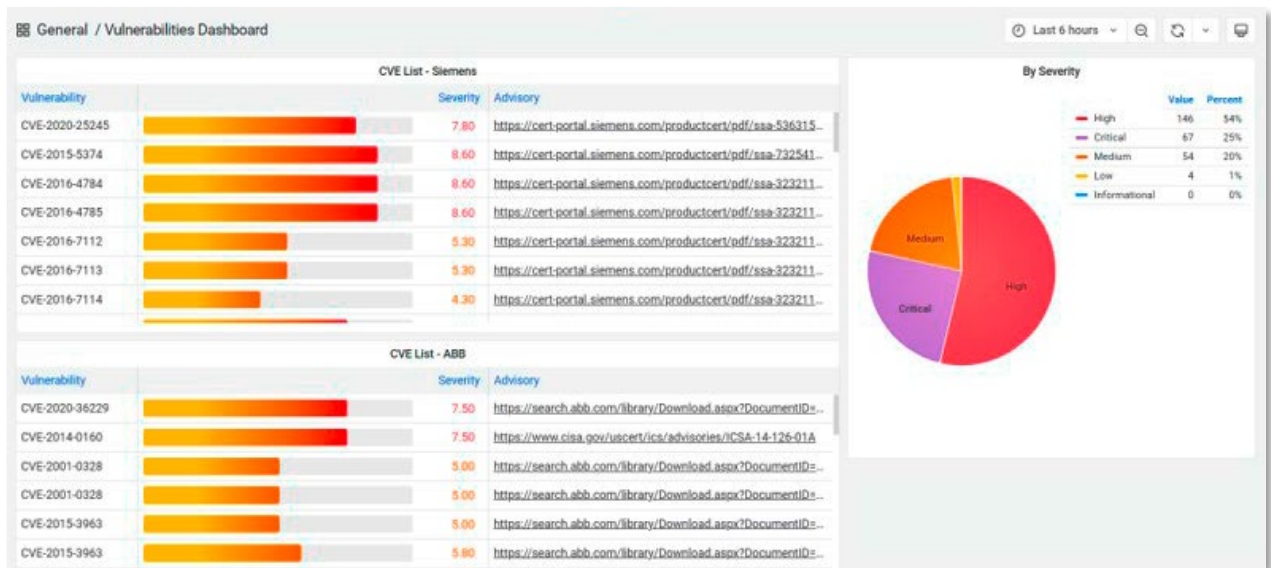 General / Vulnerabilities Dashboard
Last 6 hours
CVE List - Siemens
Vulnerability Severity Advisory
CVE-2020-25245 7.80 https://cert-portal.siemens.com/productcert/pdf/ssa-536315...
CVE-2015-5374 8.60 https://cert-portal.siemens.com/productcert/pdf/ssa-732541...
CVE-2016-4784 8.60 https://cert-portal.siemens.com/productcert/pdf/ssa-323211...
CVE-2016-4785 8.60 https://cert-portal.siemens.com/productcert/pdf/ssa-323211...
CVE-2016-7112 5.30 https://cert-portal.siemens.com/productcert/pdf/ssa-323211...
CVE-2016-7113 5.30 https://cert-portal.siemens.com/productcert/pdf/ssa-323211...
CVE-2016-7114 4.30 https://cert-portal.siemens.com/productcert/pdf/ssa-323211...
CVE List - ABB
Vulnerability Severity Advisory
CVE-2020-36229 7.50 https://search.abb.com/library/Download.aspx?DocumentID=...
CVE-2014-0160 7.50 https://www.cisa.gov/uscert/ics/advisories/ICSA-14-126-01A
CVE-2001-0328 5.00 https://search.abb.com/library/Download.aspx?DocumentID=...
CVE-2001-0328 5.00 https://search.abb.com/library/Download.aspx?DocumentID=...
CVE-2015-3963 5.00 https://search.abb.com/library/Download.aspx?DocumentID=...
CVE-2015-3963 5.80 https://search.abb.com/library/Download.aspx?DocumentID=...
By Severity
Value Percent
High 146 54%
Critical 67 25%
Medium 54 20%
Low 4 1%
Informational 0 0%
Medium
High
Critical